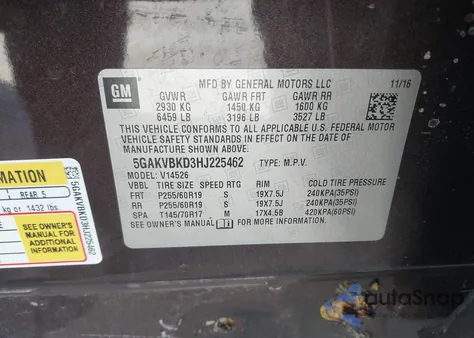 GM
MFD BY GENERAL MOTORS LLC
11/16
GVWR GAWR FRT GAWR RR
2930 KG 1450 KG 1600 KG
6459 LB 3196 LB 3527 LB
THIS VEHICLE CONFORMS TO ALL APPLICABLE U.S. FEDERAL MOTOR
VEHICLE SAFETY STANDARDS IN EFFECT ON THE DATE OF
MANUFACTURE SHOWN ABOVE.
5GAKVBKD3HJ225462 TYPE: M.P.V.
MODEL: V14526
VBBL TIRE SIZE SPEED RTG RIM COLD TIRE PRESSURE
FRT P255/60R19 S 19X7.5J 240KPA(35PSI)
RR P255/60R19 S 19X7.5J 240KPA(35PSI)
SPA T145/70R17 M 17X4.5B 420KPA(60PSI)
SEE OWNER'S MANUAL FOR MORE INFORMATION.
MATION
REAR 5
kg or 1432 lbs
SEE OWNER'S
MANUAL FOR
ADDITIONAL
INFORMATION
5GAKVBKD3HJ225462
autoSnap